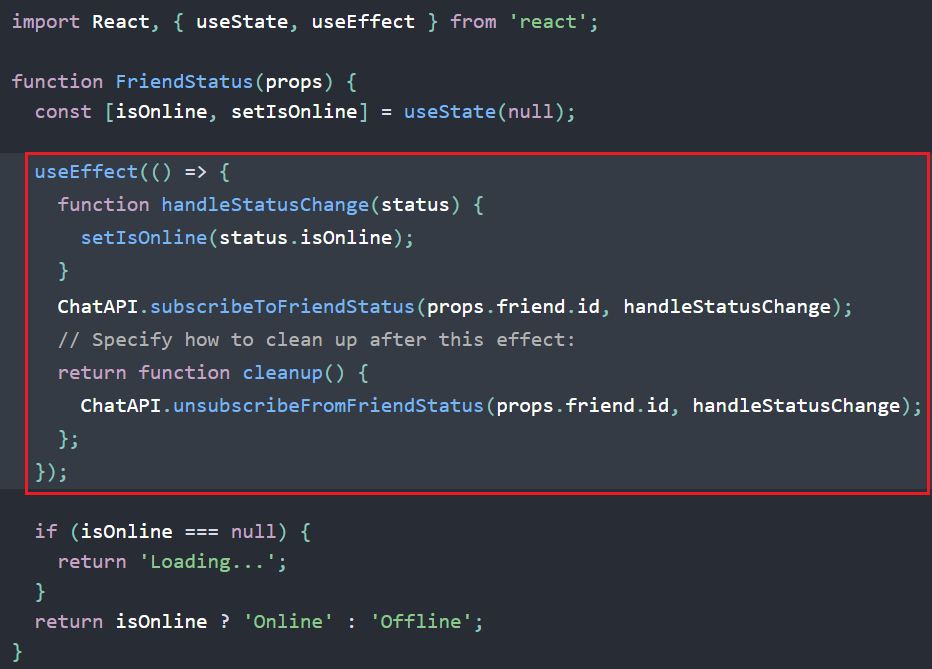 import React, { useState, useEffect } from 'react';
function FriendStatus(props) {
const [isOnline, setIsOnline] = useState(null);
useEffect(() => {
function handleStatusChange(status) {
setIsOnline(status.isOnline);
}
ChatAPI.subscribeToFriendStatus(props.friend.id, handleStatusChange);
// Specify how to clean up after this effect:
return function cleanup() {
ChatAPI.unsubscribeFromFriendStatus(props.friend.id, handleStatusChange);
};
});
if (isOnline === null) {
return 'Loading...';
}
return isOnline ? 'Online' : 'Offline';
}